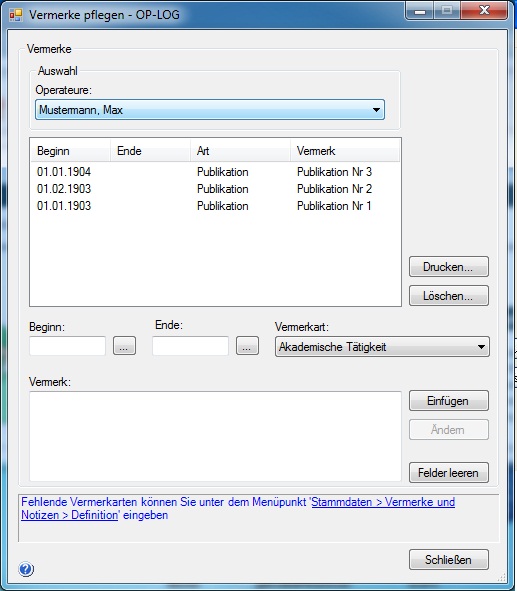 Vermerke pflegen - OP-LOG
Vermerke
Auswahl
Operateure:
Mustermann, Max
Beginn Ende Art Vermerk
01.01.1904 Publikation Publikation Nr 3
01.02.1903 Publikation Publikation Nr 2
01.01.1903 Publikation Publikation Nr 1
Drucken...
Löschen...
Beginn: Ende: Vermerkart:
... ... Akademische Tätigkeit
Vermerk:
Einfügen
Ändern
Felder leeren
Fehlende Vermerkarten können Sie unter dem Menüpunkt 'Stammdaten > Vermerke und
Notizen > Definition' eingeben
Schließen